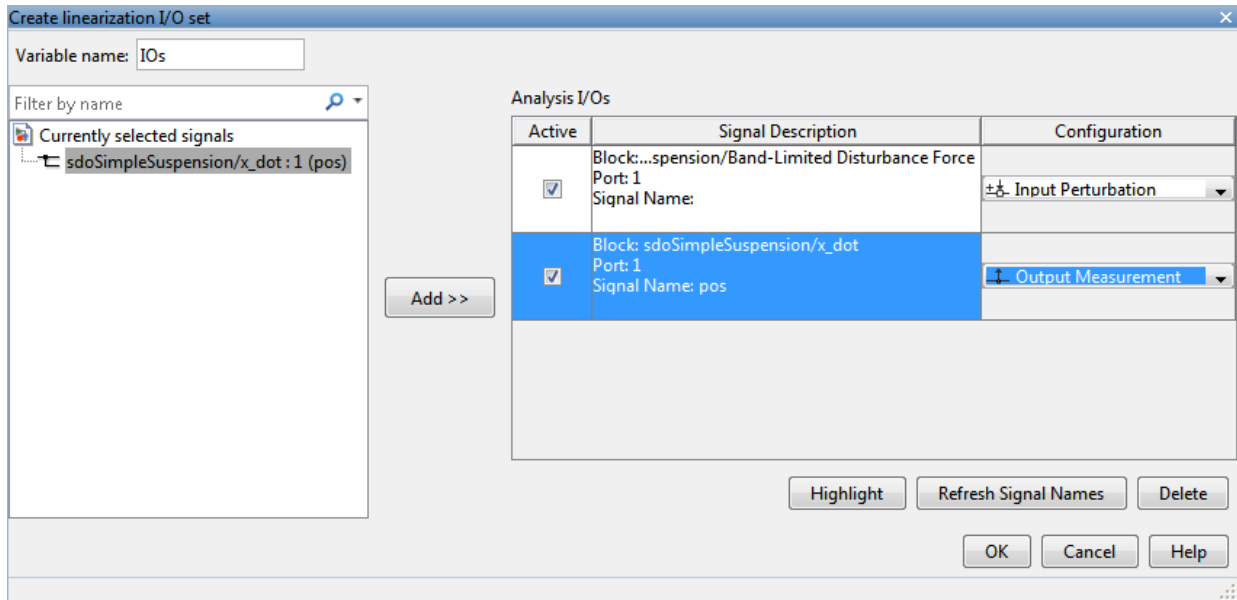 Create linearization I/O set
Variable name: IOs
Filter by name
Currently selected signals
sdoSimpleSuspension/x_dot : 1 (pos)
Add >>
Analysis I/Os
Active Signal Description Configuration
Block:...spension/Band-Limited Disturbance Force
Port: 1
Signal Name:
Input Perturbation
Block: sdoSimpleSuspension/x_dot
Port: 1
Signal Name: pos
Output Measurement
Highlight Refresh Signal Names Delete
OK Cancel Help